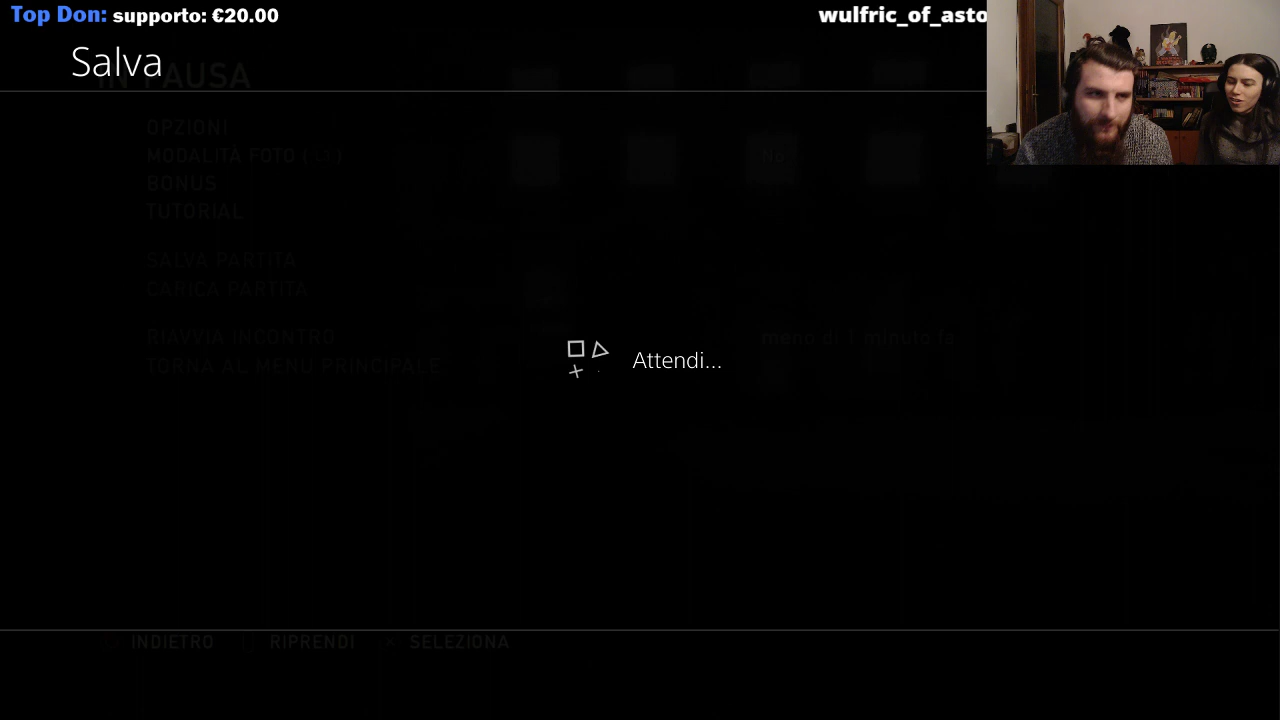 Top Don: supporto: €20.00
wulfric_of_asto
Salva
IN PAUSA
OPZIONI
MODALITÀ FOTO
BONUS
TUTORIAL
SALVA PARTITA
CARICA PARTITA
RIAVVIA INCONTRO
TORNA AL MENU PRINCIPALE
No
meno di 1 minuto fa
Attendi...
INDIETRO RIPRENDI SELEZIONA